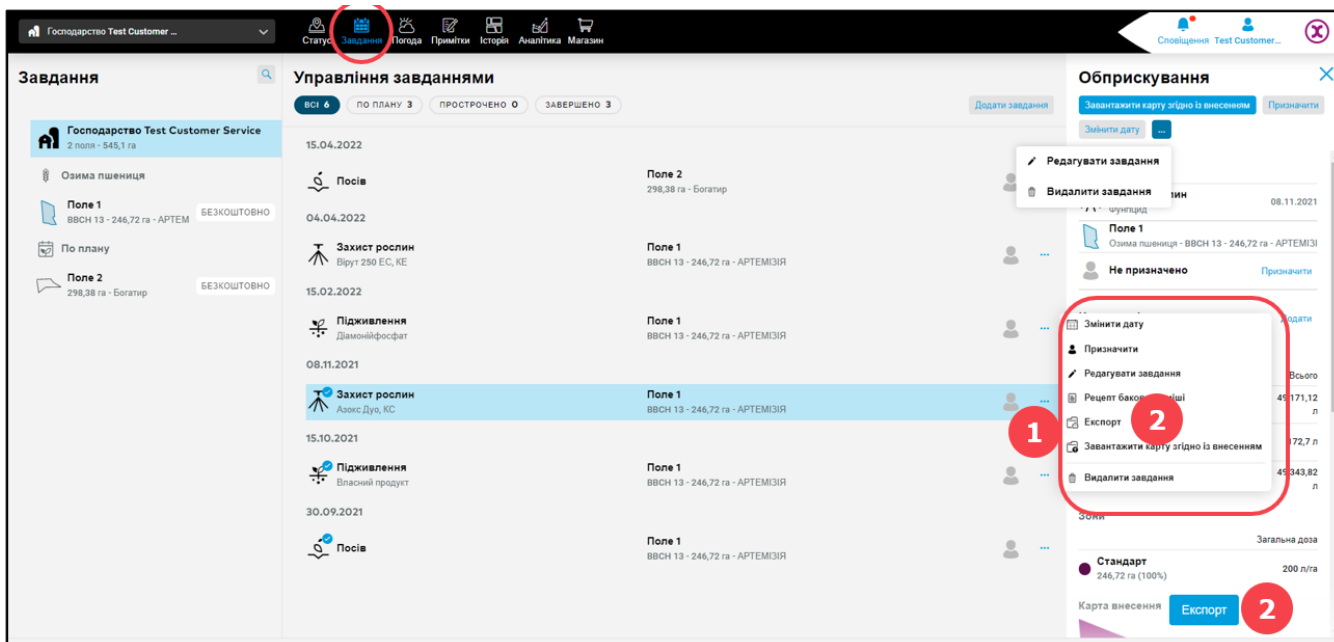 Господарство Test Customer ...
Статус
Завдання
Погода
Примітки
Історія
Аналітика
Магазин
Сповіщення
Test Customer...
Завдання
Господарство Test Customer Service
2 поля - 545,1 га
Озима пшениця
Поле 1
ВВСН 13 - 246,72 га - АРТЕМ
БЕЗКОШТОВНО
По плану
Поле 2
298,38 га - Богатир
БЕЗКОШТОВНО
Управління завданнями
ВСІ 6
ПО ПЛАНУ 3
ПРОСТРОЧЕНО 0
ЗАВЕРШЕНО 3
Додати завдання
15.04.2022
Посів
Поле 2
298,38 га - Богатир
04.04.2022
Захист рослин
Вірут 250 ЕС, КЕ
Поле 1
ВВСН 13 - 246,72 га - АРТЕМІЗІЯ
...
15.02.2022
Підживлення
Діамонійфосфат
Поле 1
ВВСН 13 - 246,72 га - АРТЕМІЗІЯ
...
08.11.2021
Захист рослин
Азокс Дуо, КС
Поле 1
ВВСН 13 - 246,72 га - АРТЕМІЗІЯ
...
15.10.2021
Підживлення
Власний продукт
Поле 1
ВВСН 13 - 246,72 га - АРТЕМІЗІЯ
...
30.09.2021
Посів
Поле 1
ВВСН 13 - 246,72 га - АРТЕМІЗІЯ
...
Обприскування
Завантажити карту згідно із внесенням
Призначити
Змінити дату
...
Редагувати завдання
Видалити завдання
08.11.2021
Фунгіцид
Поле 1
Озима пшениця - ВВСН 13 - 246,72 га - АРТЕМІЗІ
Не призначено
Призначити
Додати
Змінити дату
Призначити
Редагувати завдання
Рецепт
Експорт
Завантажити карту згідно із внесенням
Видалити завдання
1
2
Всього
49 171,12
л
172,7 л
49 343,82
л
Зони
Загальна доза
Стандарт
246,72 га (100%)
200 л/га
Карта внесення
Експорт
2